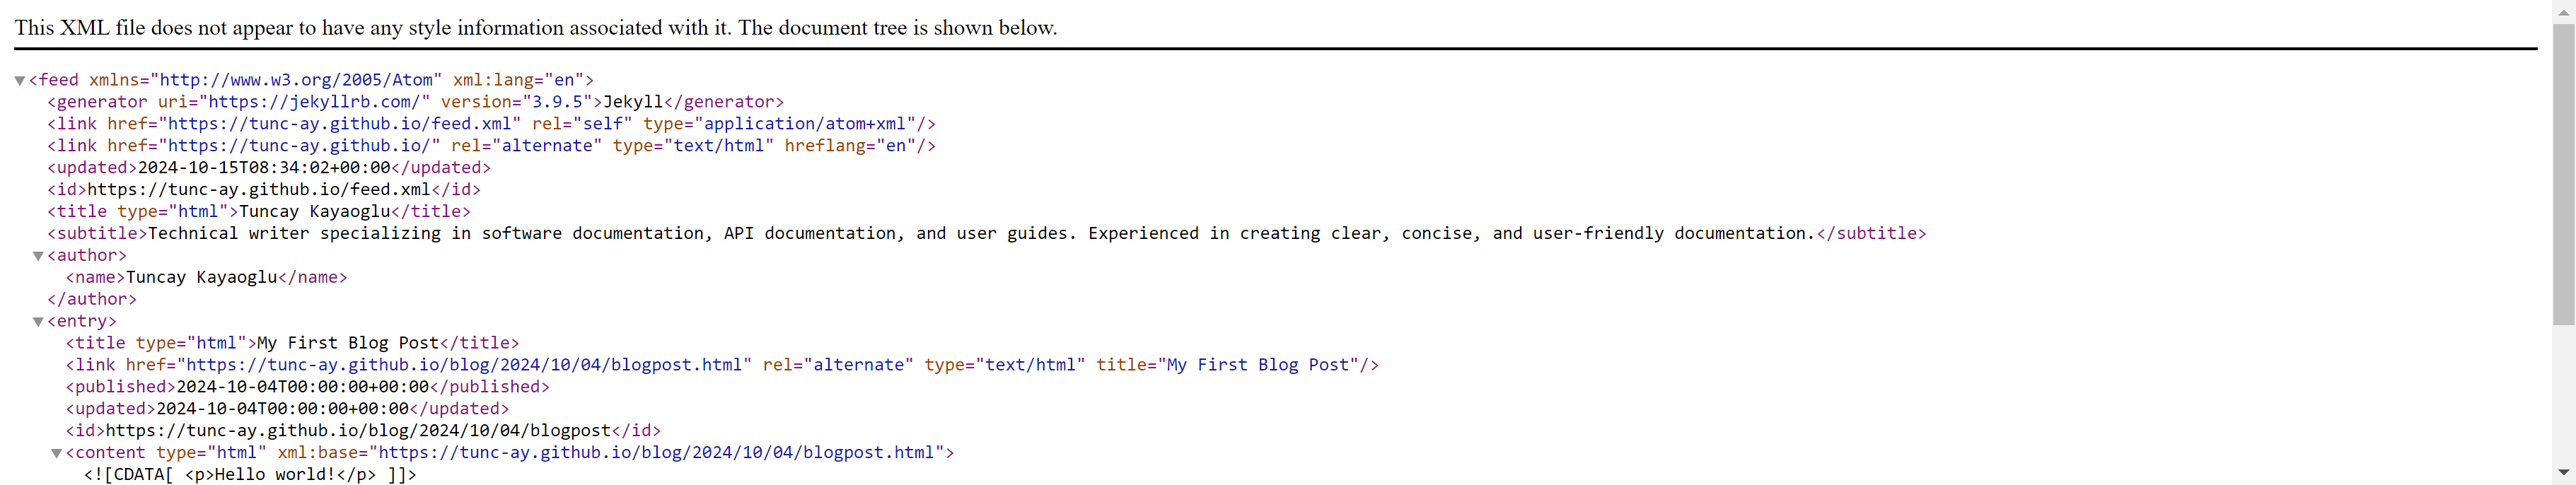 This XML file does not appear to have any style information associated with it. The document tree is shown below.
<feed xmlns="http://www.w3.org/2005/Atom" xml:lang="en">
<generator uri="https://jekyllrb.com/" version="3.9.5">Jekyll</generator>
<link href="https://tunc-ay.github.io/feed.xml" rel="self" type="application/atom+xml"/>
<link href="https://tunc-ay.github.io/" rel="alternate" type="text/html" hreflang="en"/>
<updated>2024-10-15T08:34:02+00:00</updated>
<id>https://tunc-ay.github.io/feed.xml</id>
<title type="html">Tuncay Kayaoglu</title>
<subtitle>Technical writer specializing in software documentation, API documentation, and user guides. Experienced in creating clear, concise, and user-friendly documentation.</subtitle>
<author>
<name>Tuncay Kayaoglu</name>
</author>
<entry>
<title type="html">My First Blog Post</title>
<link href="https://tunc-ay.github.io/blog/2024/10/04/blogpost.html" rel="alternate" type="text/html" title="My First Blog Post"/>
<published>2024-10-04T00:00:00+00:00</published>
<updated>2024-10-04T00:00:00+00:00</updated>
<id>https://tunc-ay.github.io/blog/2024/10/04/blogpost</id>
<content type="html" xml:base="https://tunc-ay.github.io/blog/2024/10/04/blogpost.html">
<![CDATA[ <p>Hello world!</p> ]]>